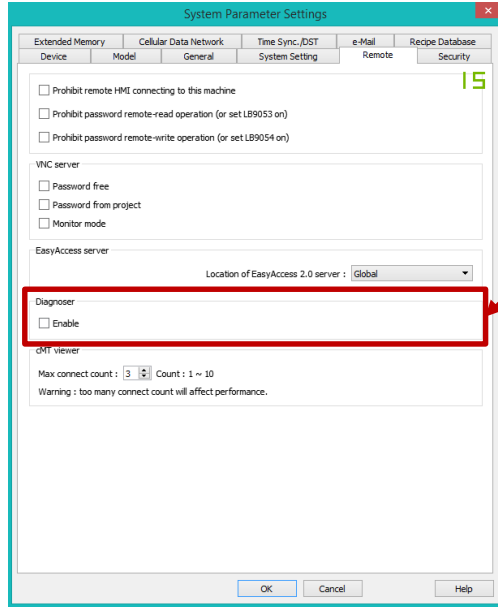 System Parameter Settings
×
Extended Memory Cellular Data Network Time Sync./DST e-Mail Recipe Database
Device Model General System Setting Remote Security
15
Prohibit remote HMI connecting to this machine
Prohibit password remote-read operation (or set LB9053 on)
Prohibit password remote-write operation (or set LB9054 on)
VNC server
Password free
Password from project
Monitor mode
EasyAccess server
Location of EasyAccess 2.0 server : Global
Diagnoser
Enable
cMT viewer
Max connect count : 3 Count : 1 ~ 10
Warning : too many connect count will affect performance.
OK Cancel Help